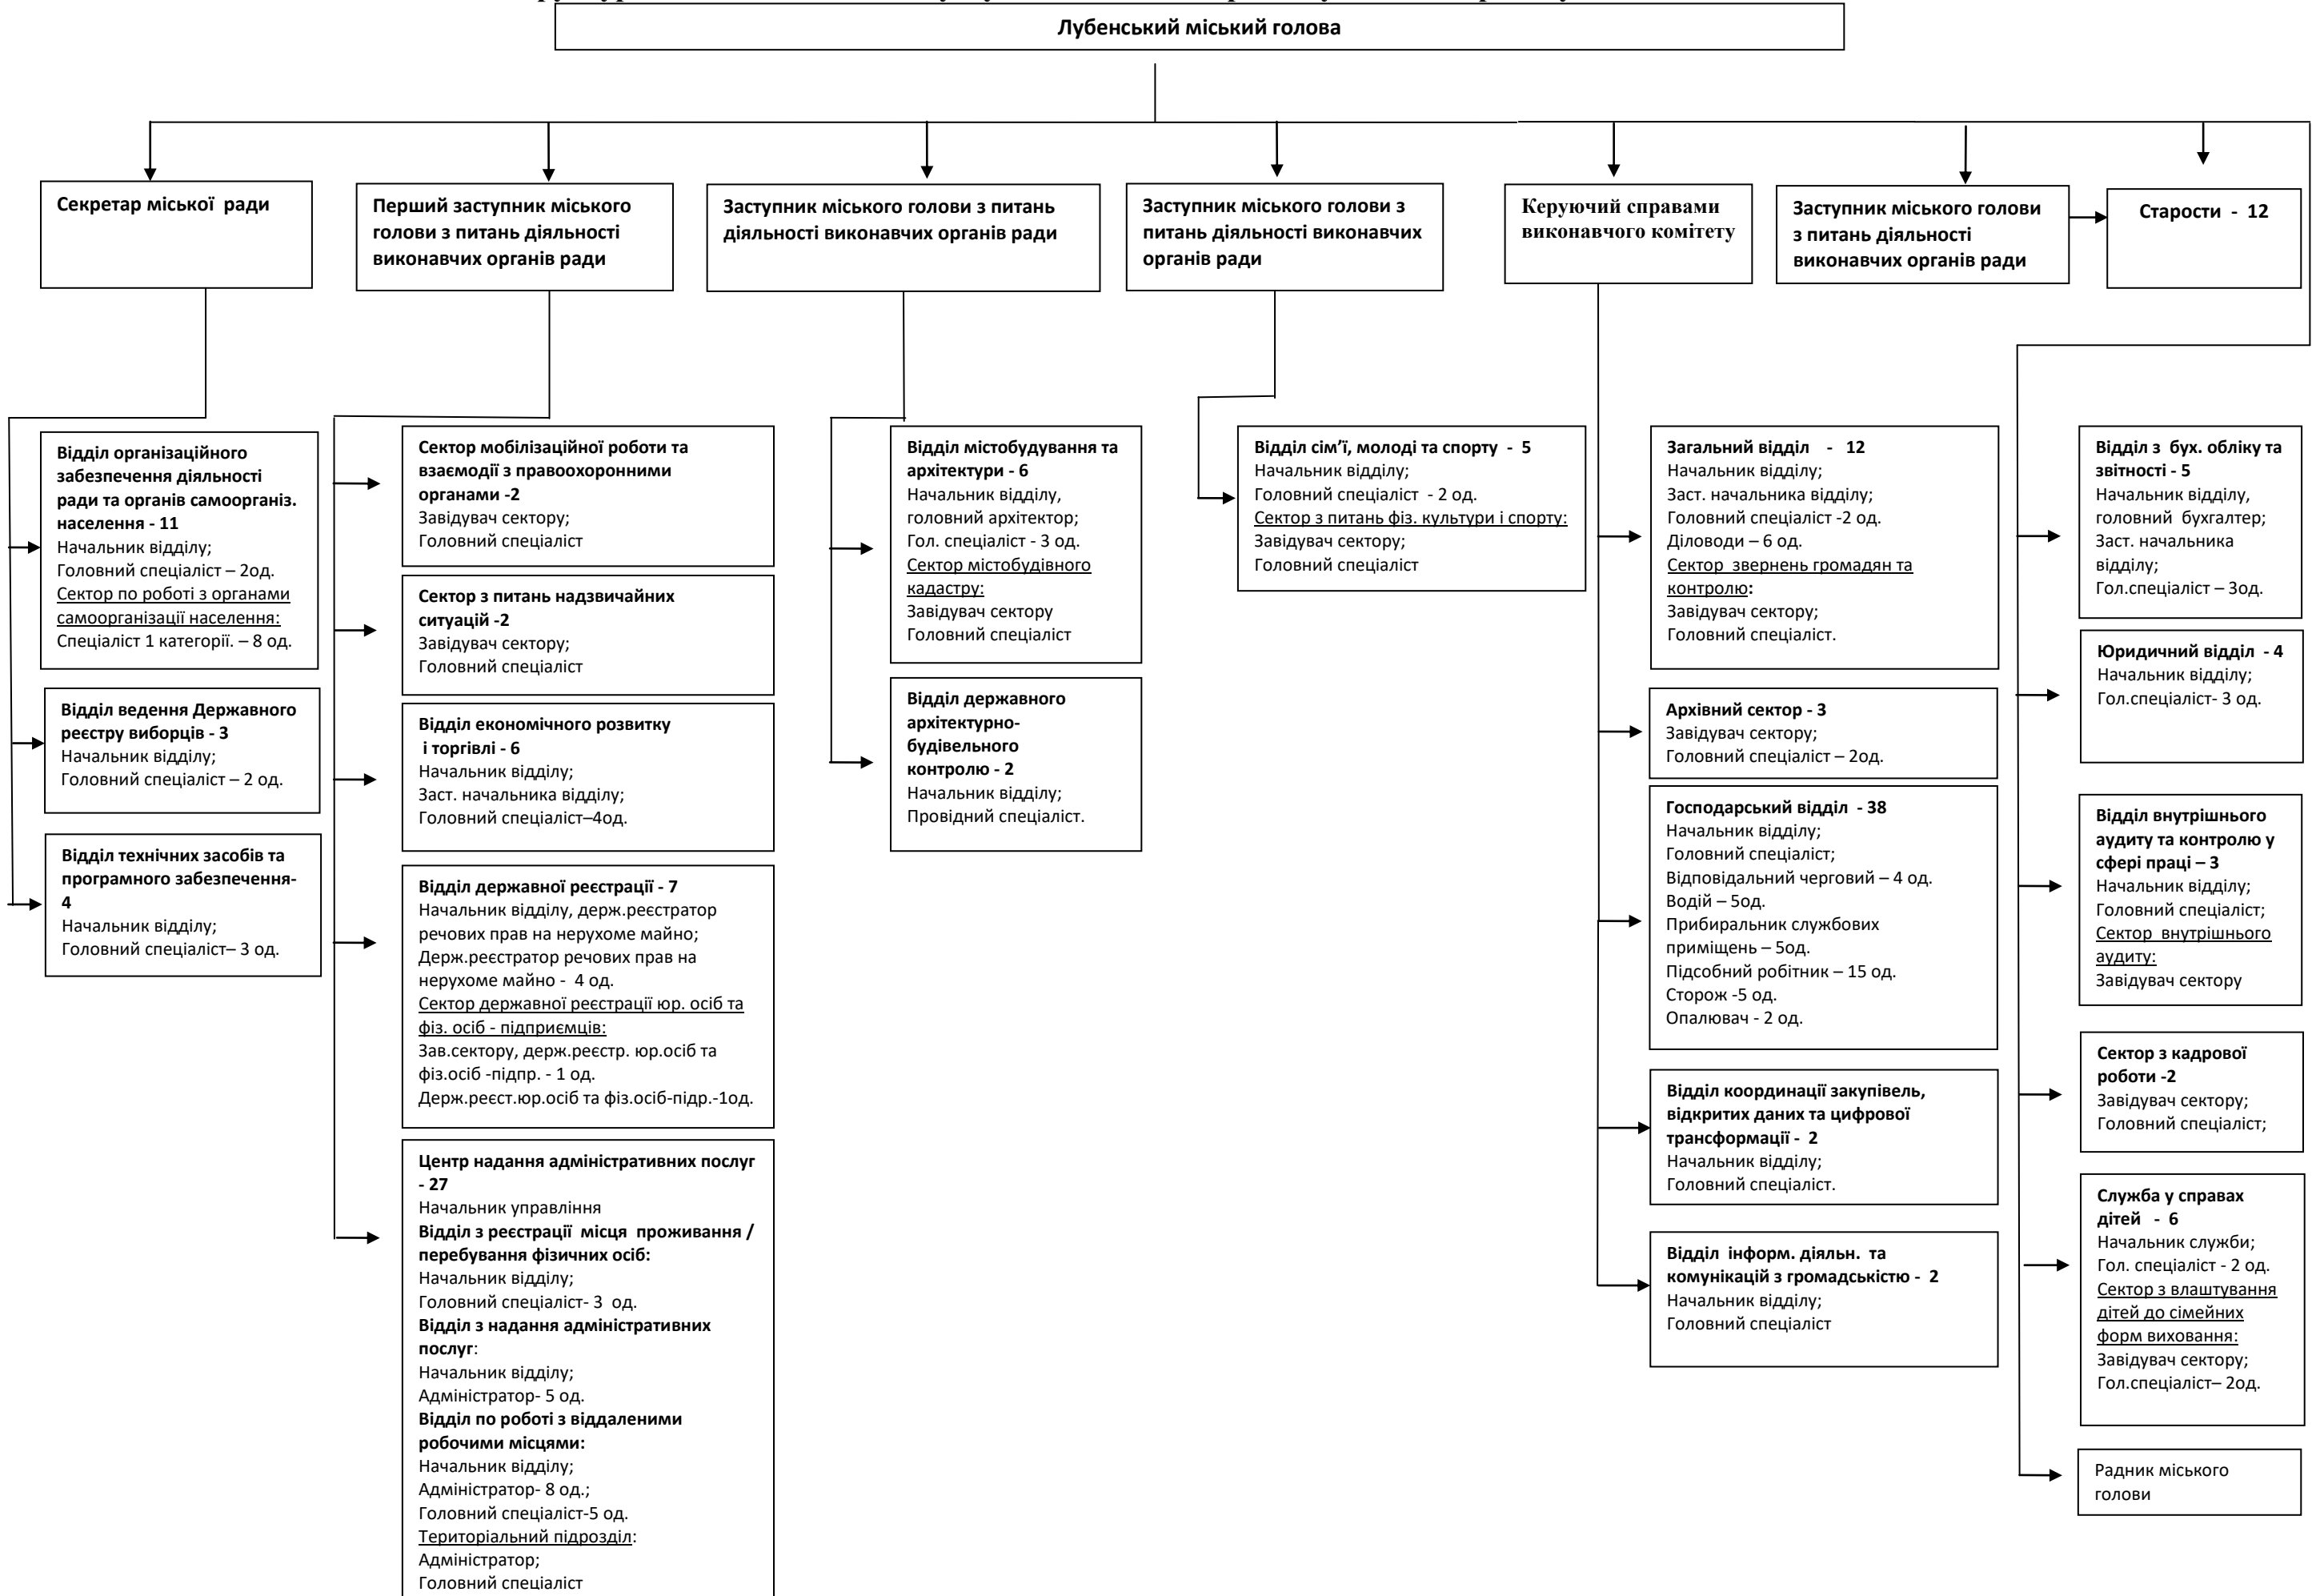 Лубенський міський голова
Секретар міської ради
Перший заступник міського
голови з питань діяльності
виконавчих органів ради
Заступник міського голови з питань
діяльності виконавчих органів ради
Заступник міського голови з
питань діяльності виконавчих
органів ради
Керуючий справами
виконавчого комітету
Заступник міського голови
з питань діяльності
виконавчих органів ради
Старости - 12
Відділ організаційного
забезпечення діяльності
ради та органів самоорганіз.
населення - 11
Начальник відділу;
Головний спеціаліст – 2од.
Сектор по роботі з органами
самоорганізації населення:
Спеціаліст 1 категорії. – 8 од.
Відділ ведення Державного
реєстру виборців - 3
Начальник відділу;
Головний спеціаліст – 2 од.
Відділ технічних засобів та
програмного забезпечення-
4
Начальник відділу;
Головний спеціаліст– 3 од.
Сектор мобілізаційної роботи та
взаємодії з правоохоронними
органами -2
Завідувач сектору;
Головний спеціаліст
Сектор з питань надзвичайних
ситуацій -2
Завідувач сектору;
Головний спеціаліст
Відділ економічного розвитку
і торгівлі - 6
Начальник відділу;
Заст. начальника відділу;
Головний спеціаліст–4од.
Відділ державної реєстрації - 7
Начальник відділу, держ.реєстратор
речових прав на нерухоме майно;
Держ.реєстратор речових прав на
нерухоме майно - 4 од.
Сектор державної реєстрації юр. осіб та
фіз. осіб - підприємців:
Зав.сектору, держ.реєстр. юр.осіб та
фіз.осіб -підпр. - 1 од.
Держ.реєст.юр.осіб та фіз.осіб-підр.-1од.
Центр надання адміністративних послуг
- 27
Начальник управління
Відділ з реєстрації місця проживання /
перебування фізичних осіб:
Начальник відділу;
Головний спеціаліст- 3 од.
Відділ з надання адміністративних
послуг:
Начальник відділу;
Адміністратор- 5 од.
Відділ по роботі з віддаленими
робочими місцями:
Начальник відділу;
Адміністратор- 8 од.;
Головний спеціаліст-5 од.
Територіальний підрозділ:
Адміністратор;
Головний спеціаліст
Відділ містобудування та
архітектури - 6
Начальник відділу,
головний архітектор;
Гол. спеціаліст - 3 од.
Сектор містобудівного
кадастру:
Завідувач сектору
Головний спеціаліст
Відділ державного
архітектурно-
будівельного
контролю - 2
Начальник відділу;
Провідний спеціаліст.
Відділ сім’ї, молоді та спорту - 5
Начальник відділу;
Головний спеціаліст - 2 од.
Сектор з питань фіз. культури і спорту:
Завідувач сектору;
Головний спеціаліст
Загальний відділ - 12
Начальник відділу;
Заст. начальника відділу;
Головний спеціаліст -2 од.
Діловоди – 6 од.
Сектор звернень громадян та
контролю:
Завідувач сектору;
Головний спеціаліст.
Архівний сектор - 3
Завідувач сектору;
Головний спеціаліст – 2од.
Господарський відділ - 38
Начальник відділу;
Головний спеціаліст;
Відповідальний черговий – 4 од.
Водій – 5од.
Прибиральник службових
приміщень – 5од.
Підсобний робітник – 15 од.
Сторож -5 од.
Опалювач - 2 од.
Відділ координації закупівель,
відкритих даних та цифрової
трансформації - 2
Начальник відділу;
Головний спеціаліст.
Відділ інформ. діяльн. та
комунікацій з громадськістю - 2
Начальник відділу;
Головний спеціаліст
Відділ з бух. обліку та
звітності - 5
Начальник відділу,
головний бухгалтер;
Заст. начальника
відділу;
Гол.спеціаліст – 3од.
Юридичний відділ - 4
Начальник відділу;
Гол.спеціаліст- 3 од.
Відділ внутрішнього
аудиту та контролю у
сфері праці – 3
Начальник відділу;
Головний спеціаліст;
Сектор внутрішнього
аудиту:
Завідувач сектору
Сектор з кадрової
роботи -2
Завідувач сектору;
Головний спеціаліст;
Служба у справах
дітей - 6
Начальник служби;
Гол. спеціаліст - 2 од.
Сектор з влаштування
дітей до сімейних
форм виховання:
Завідувач сектору;
Гол.спеціаліст– 2од.
Радник міського
голови